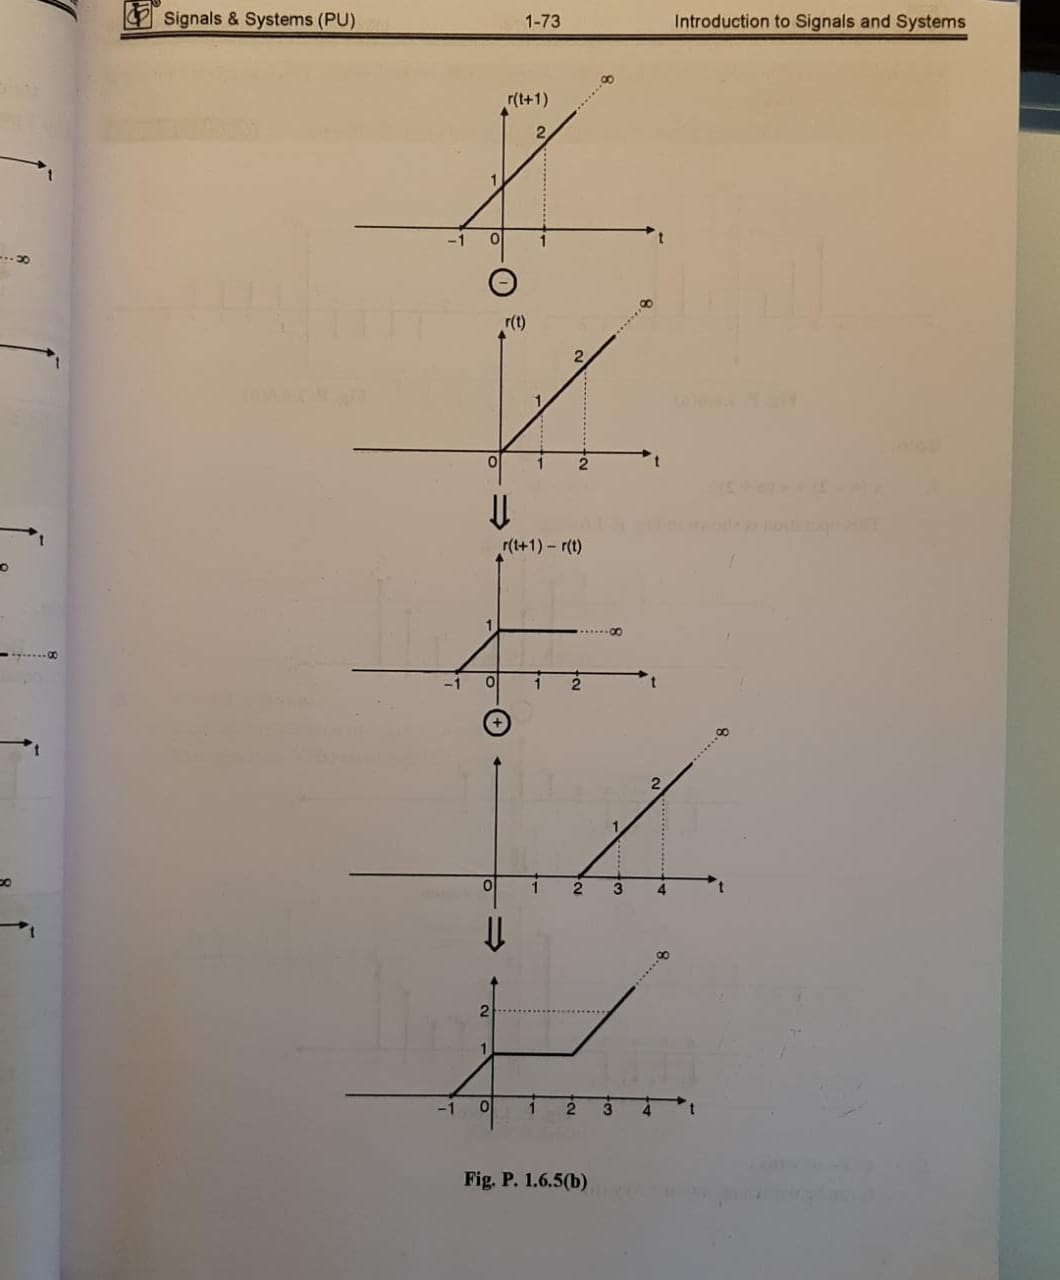 Signals & Systems (PU) 1-73 Introduction to Signals and Systems
∞
r(t+1)
2
1
–1 0 1 t
–
∞
r(t)
2
1
0 1 2 t
⇓
r(t+1) – r(t)
1 ∞
–1 0 1 2 t
+
∞
2
1
0 1 2 3 4 t
⇓
∞
2
1
–1 0 1 2 3 4 t
Fig. P. 1.6.5(b)
t
∞
t
t
∞
t
∞
t